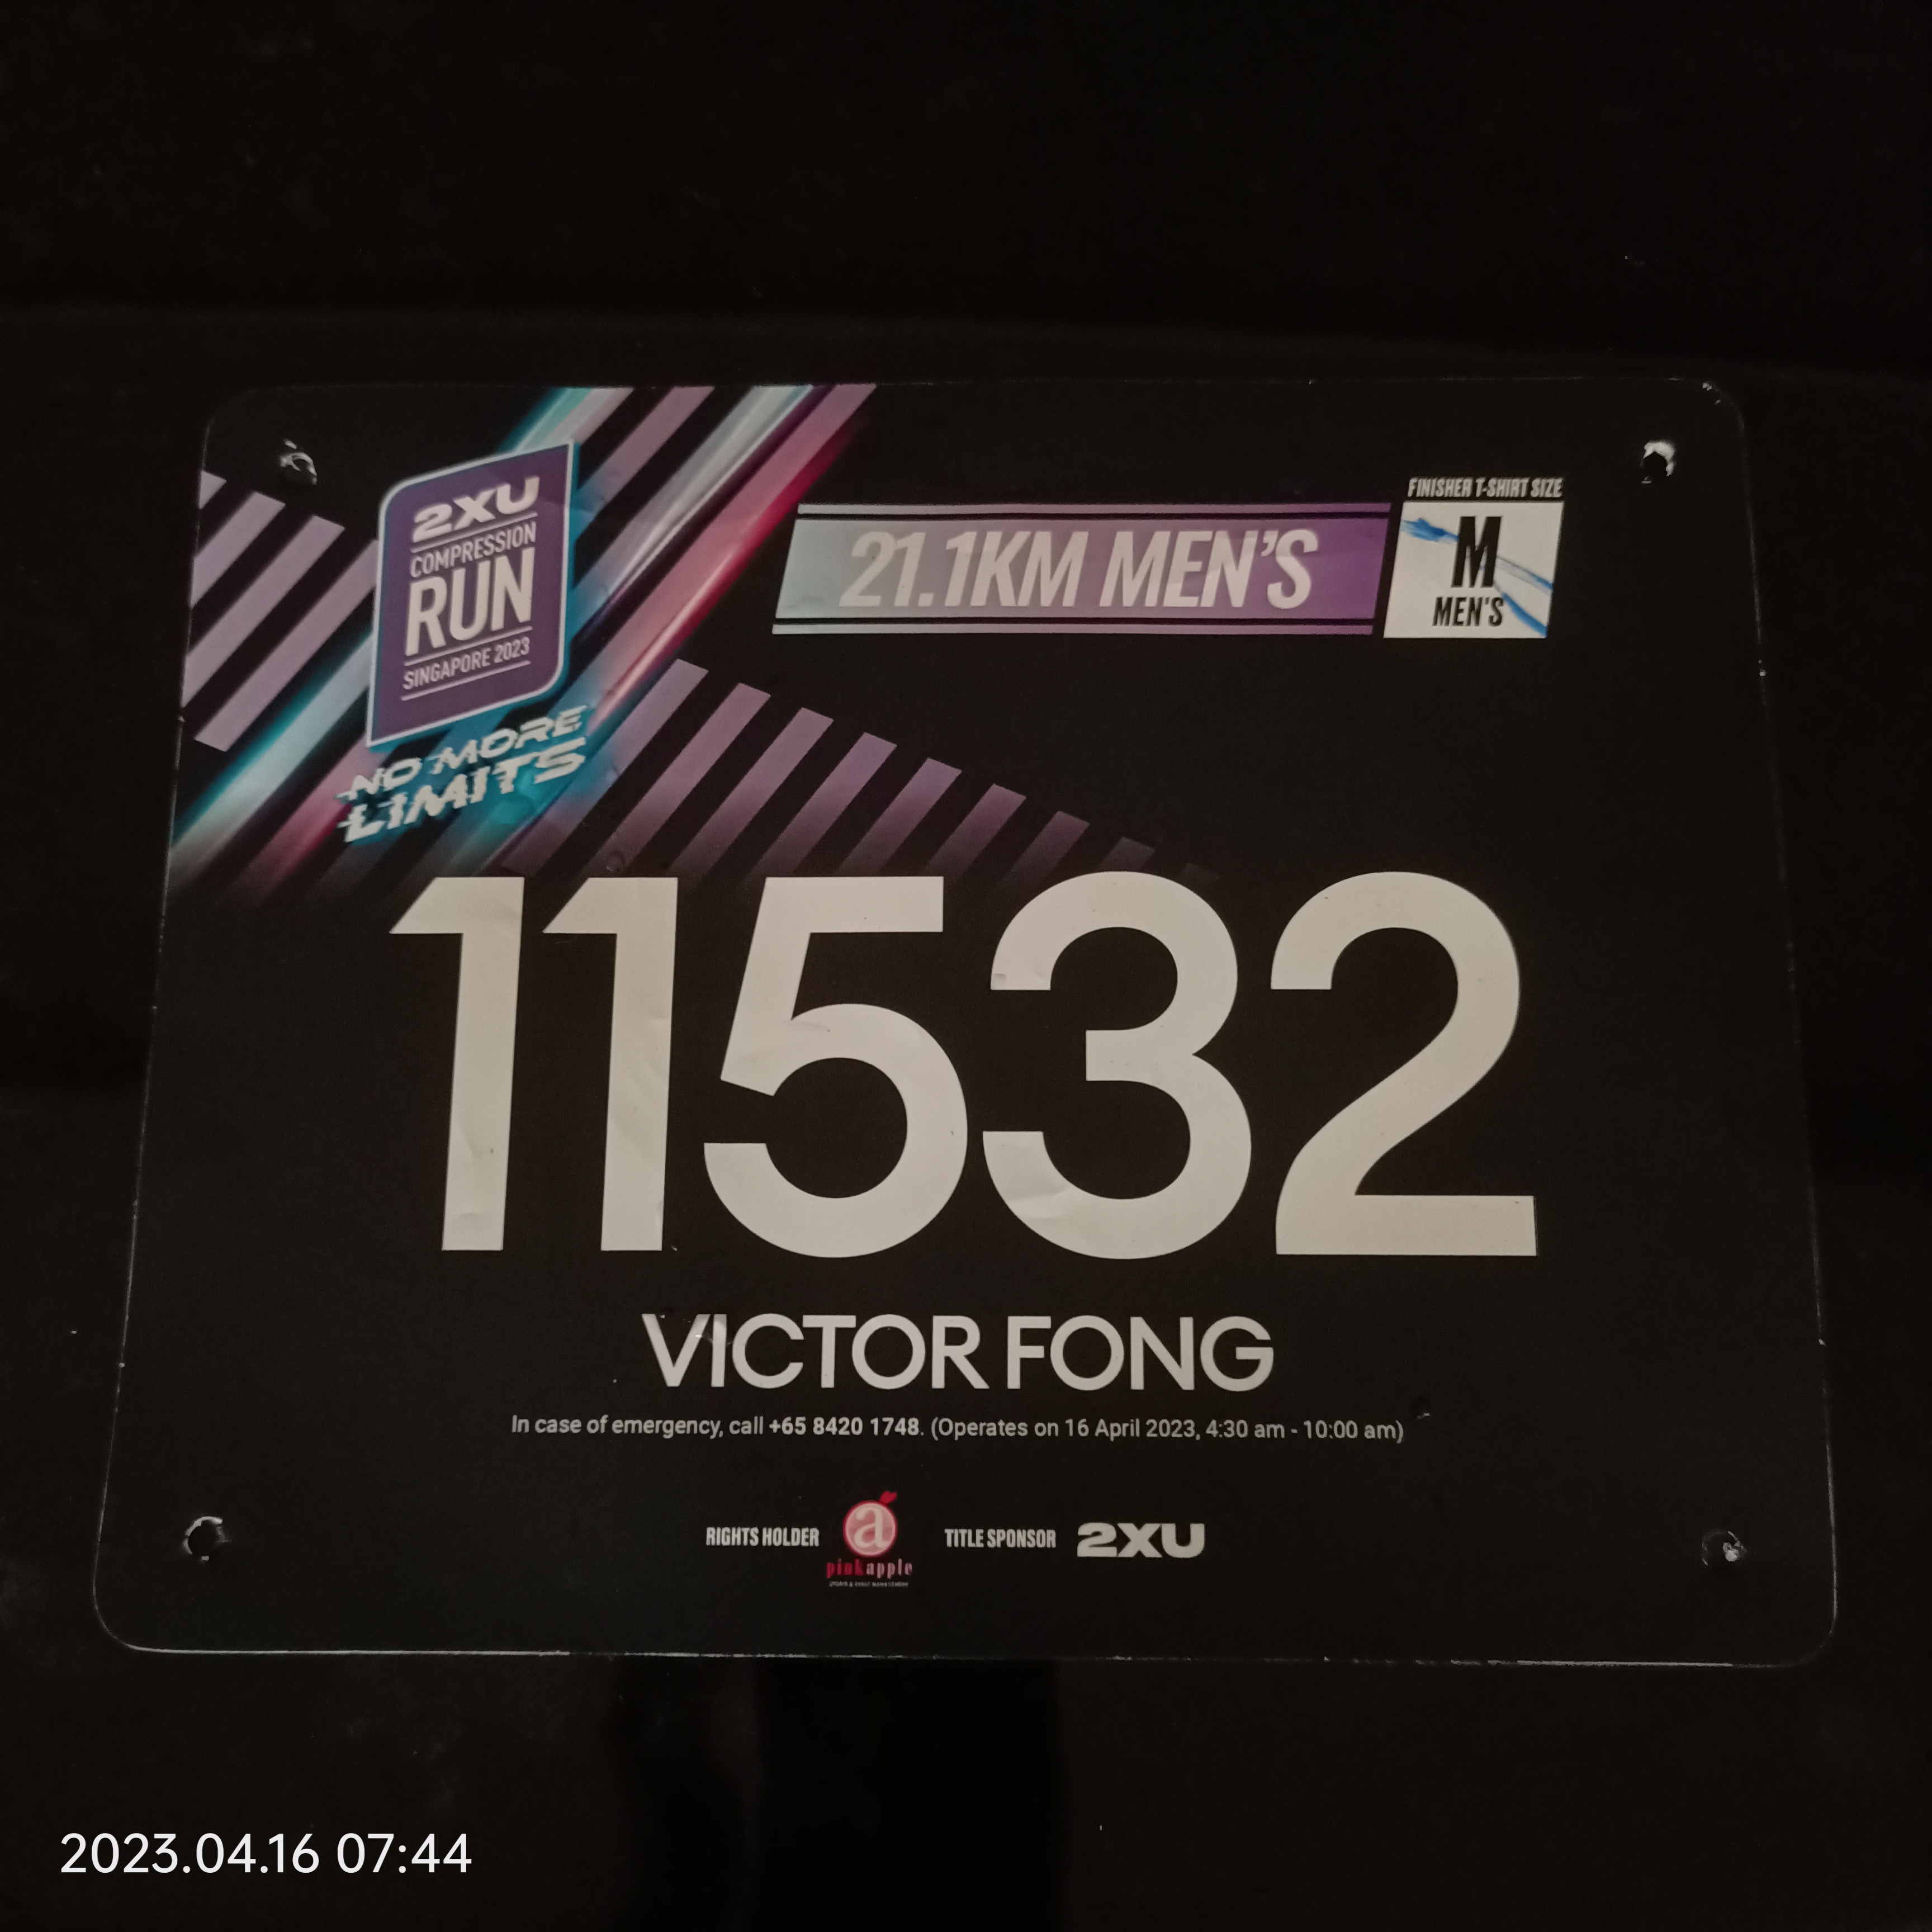 2XU
COMPRESSION
RUN
SINGAPORE 2023
NO MORE
LIMITS
21.1KM MEN'S
FINISHER T-SHIRT SIZE
M
MEN'S
11532
VICTOR FONG
In case of emergency, call +65 8420 1748. (Operates on 16 April 2023, 4:30 am - 10:00 am)
RIGHTS HOLDER
a
pinkapple
TITLE SPONSOR
2XU
2023.04.16 07:44